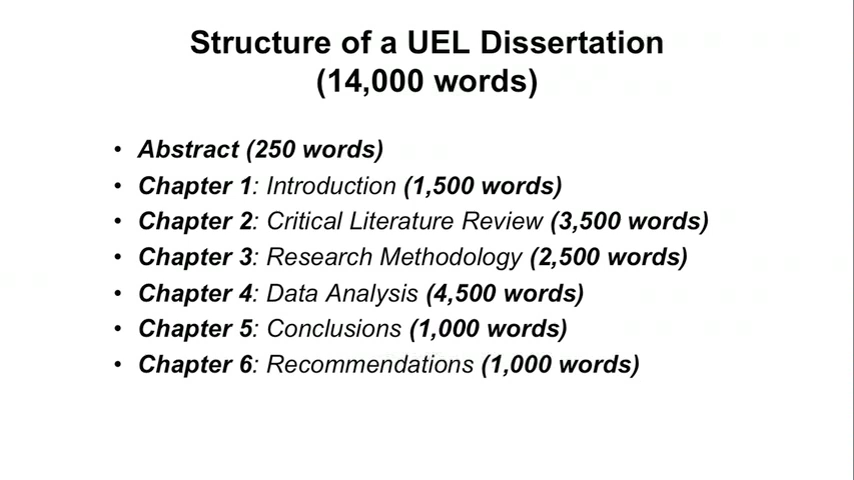 Structure of a UEL Dissertation
(14,000 words)
• Abstract (250 words)
• Chapter 1: Introduction (1,500 words)
• Chapter 2: Critical Literature Review (3,500 words)
• Chapter 3: Research Methodology (2,500 words)
• Chapter 4: Data Analysis (4,500 words)
• Chapter 5: Conclusions (1,000 words)
• Chapter 6: Recommendations (1,000 words)